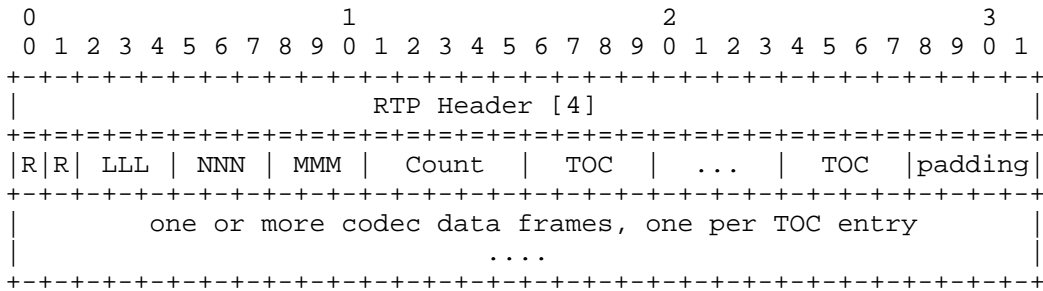 0                   1                   2                   3
 0 1 2 3 4 5 6 7 8 9 0 1 2 3 4 5 6 7 8 9 0 1 2 3 4 5 6 7 8 9 0 1
+-+-+-+-+-+-+-+-+-+-+-+-+-+-+-+-+-+-+-+-+-+-+-+-+-+-+-+-+-+-+-+-+
|                      RTP Header [4]                           |
+=+=+=+=+=+=+=+=+=+=+=+=+=+=+=+=+=+=+=+=+=+=+=+=+=+=+=+=+=+=+=+=+
|R|R| LLL | NNN | MMM |  Count  |  TOC  |  ...  |  TOC  |padding|
+-+-+-+-+-+-+-+-+-+-+-+-+-+-+-+-+-+-+-+-+-+-+-+-+-+-+-+-+-+-+-+-+
|        one or more codec data frames, one per TOC entry       |
|                             ....                              |
+-+-+-+-+-+-+-+-+-+-+-+-+-+-+-+-+-+-+-+-+-+-+-+-+-+-+-+-+-+-+-+-+